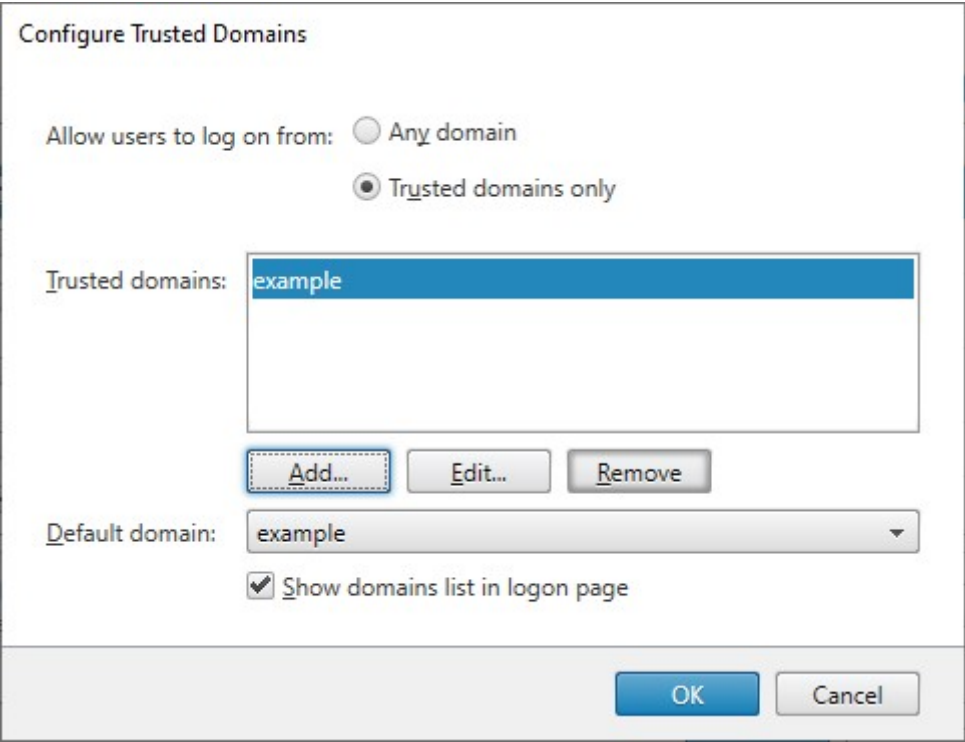 Configure Trusted Domains
Allow users to log on from: Any domain
Trusted domains only
Trusted domains: example
Add... Edit... Remove
Default domain: example
Show domains list in logon page
OK Cancel